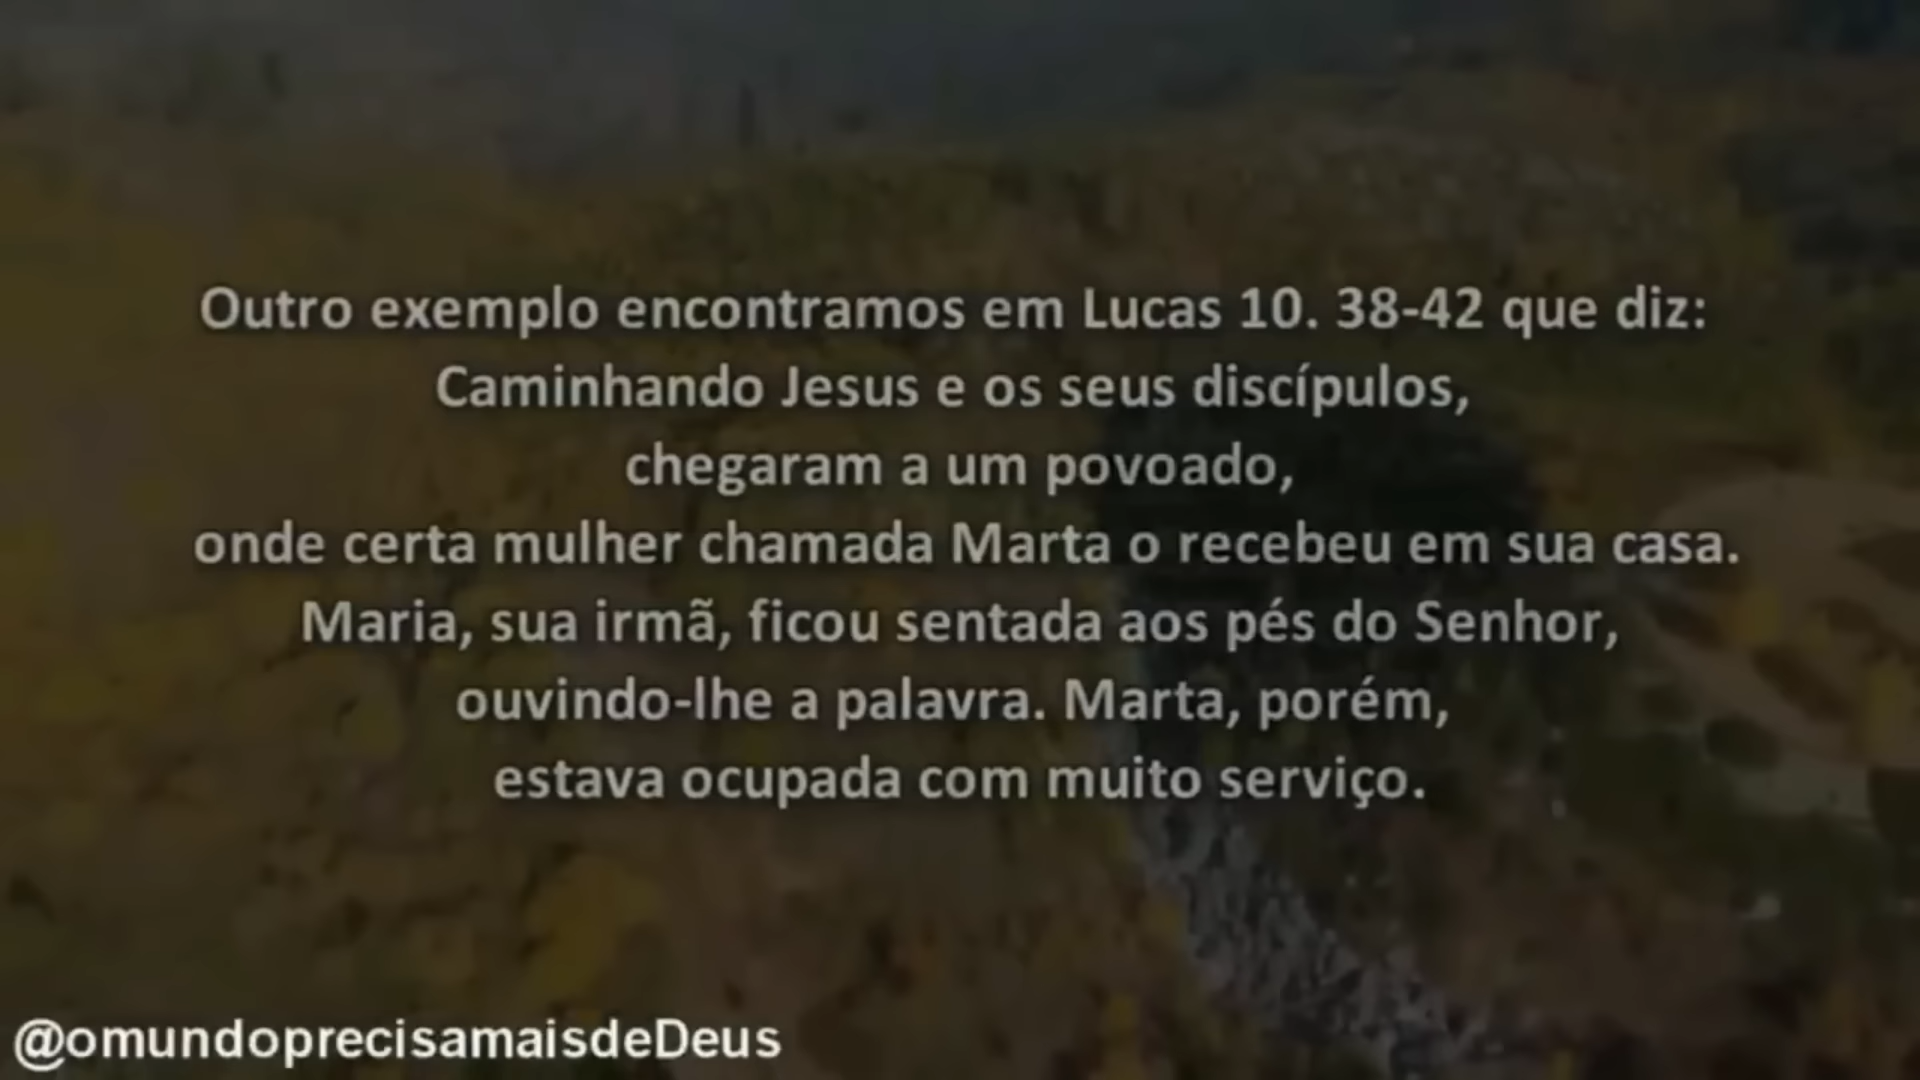 Outro exemplo encontramos em Lucas 10. 38-42 que diz:
Caminhando Jesus e os seus discípulos,
chegaram a um povoado,
onde certa mulher chamada Marta o recebeu em sua casa.
Maria, sua irmã, ficou sentada aos pés do Senhor,
ouvindo-lhe a palavra. Marta, porém,
estava ocupada com muito serviço.
@omundoprecisamaisdeDeus